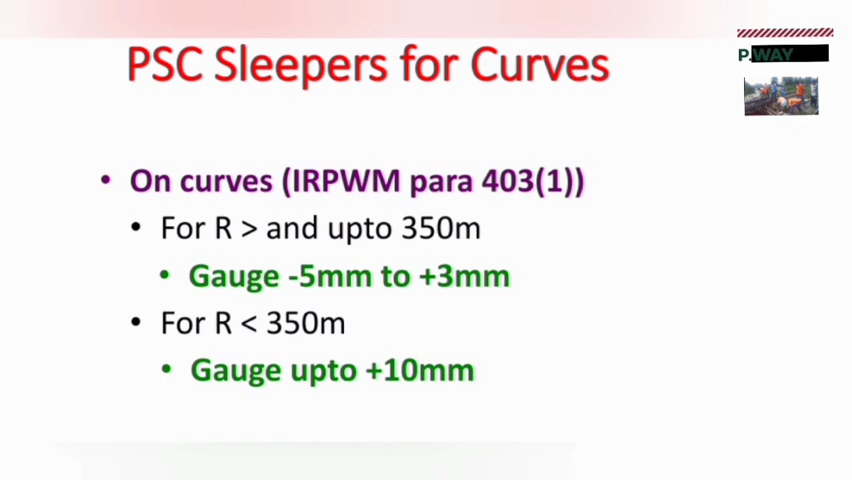 PSC Sleepers for Curves
P.WAY
• On curves (IRPWM para 403(1))
• For R > and upto 350m
• Gauge -5mm to +3mm
• For R < 350m
• Gauge upto +10mm